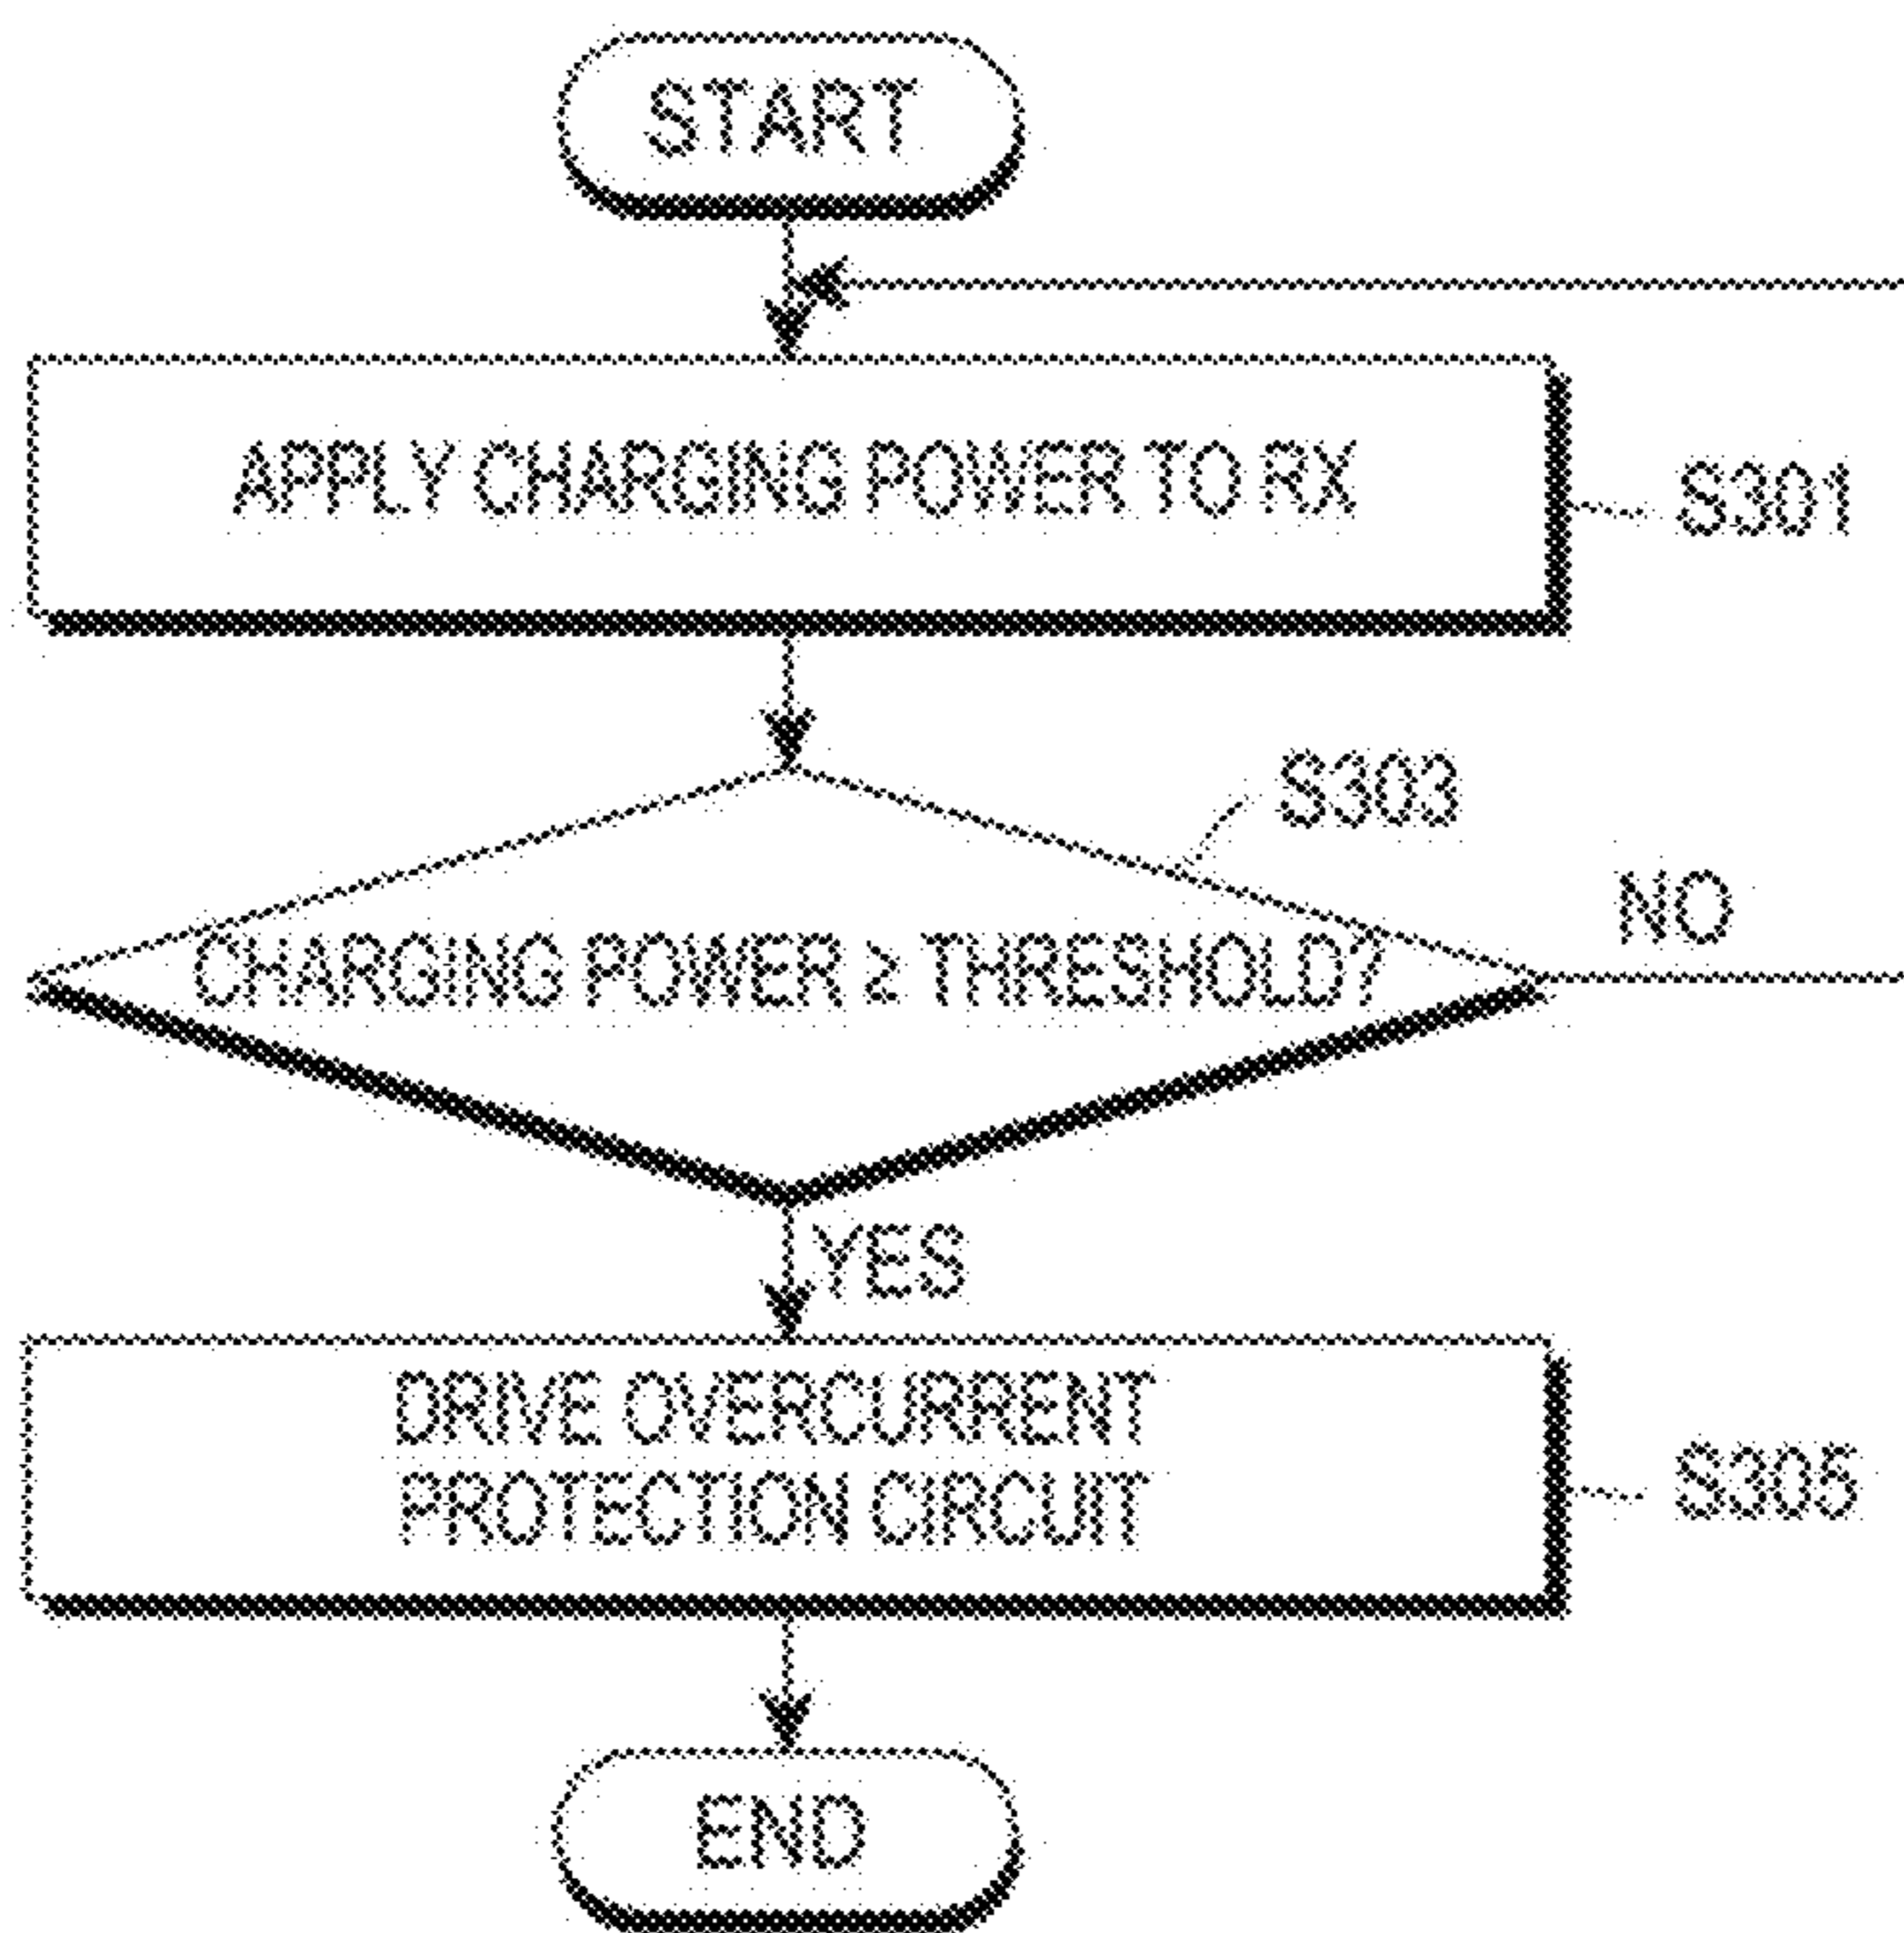 START
APPLY CHARGING POWER TO RX
S301
S303
CHARGING POWER ≥ THRESHOLD?
NO
YES
DRIVE OVERCURRENT
PROTECTION CIRCUIT
S305
END